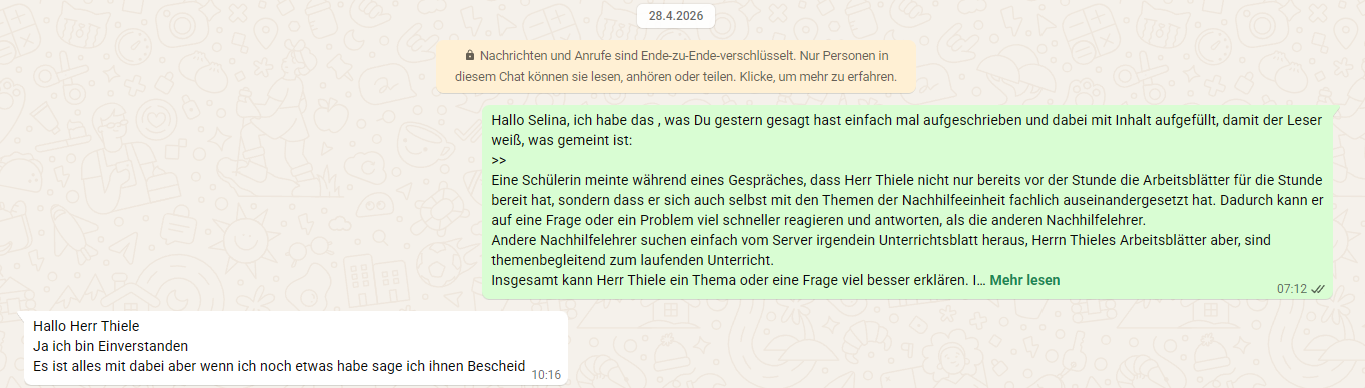 28.4.2026
Nachrichten und Anrufe sind Ende-zu-Ende-verschlüsselt. Nur Personen in
diesem Chat können sie lesen, anhören oder teilen. Klicke, um mehr zu erfahren.
Hallo Selina, ich habe das , was Du gestern gesagt hast einfach mal aufgeschrieben und dabei mit Inhalt aufgefüllt, damit der Leser
weiß, was gemeint ist:
>>
Eine Schülerin meinte während eines Gespräches, dass Herr Thiele nicht nur bereits vor der Stunde die Arbeitsblätter für die Stunde
bereit hat, sondern dass er sich auch selbst mit den Themen der Nachhilfeeinheit fachlich auseinandergesetzt hat. Dadurch kann er
auf eine Frage oder ein Problem viel schneller reagieren und antworten, als die anderen Nachhilfelehrer.
Andere Nachhilfelehrer suchen einfach vom Server irgendein Unterrichtsblatt heraus, Herrn Thieles Arbeitsblätter aber, sind
themenbegleitend zum laufenden Unterricht.
Insgesamt kann Herr Thiele ein Thema oder eine Frage viel besser erklären. I… Mehr lesen
07:12
Hallo Herr Thiele
Ja ich bin Einverstanden
Es ist alles mit dabei aber wenn ich noch etwas habe sage ich ihnen Bescheid
10:16